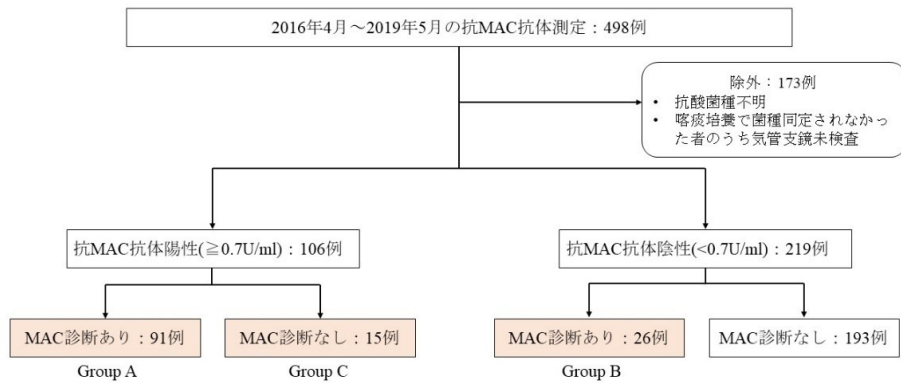 2016年4月～2019年5月の抗MAC抗体測定：498例
除外：173例
• 抗酸菌種不明
• 喀痰培養で菌種同定されなかっ
た者のうち気管支鏡未検査
抗MAC抗体陽性(≧0.7U/ml)：106例
抗MAC抗体陰性(<0.7U/ml)：219例
MAC診断あり：91例
MAC診断なし：15例
MAC診断あり：26例
MAC診断なし：193例
Group A
Group C
Group B